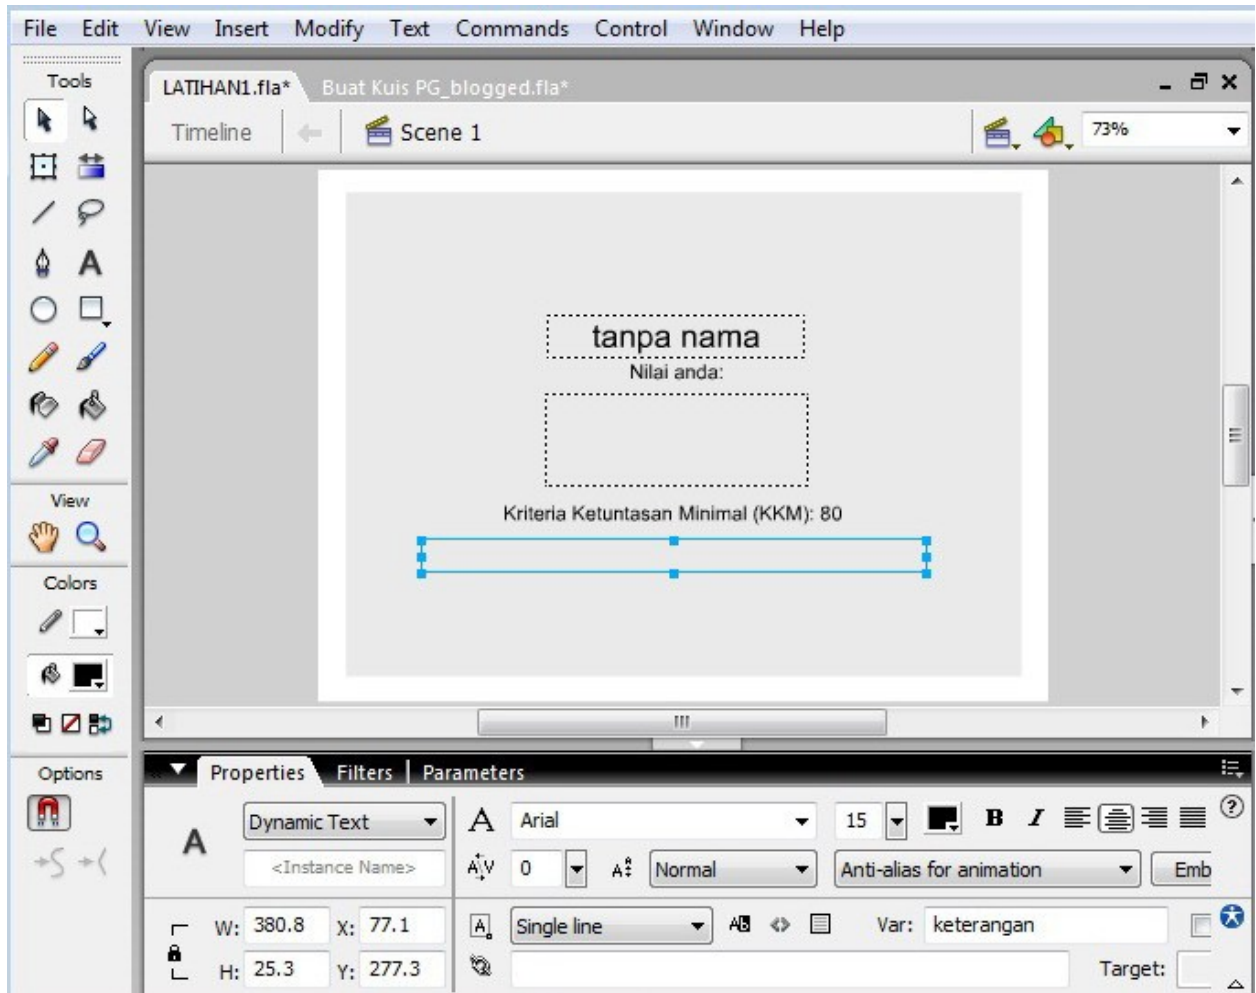 File Edit View Insert Modify Text Commands Control Window Help
Tools
LATIHAN1.fla* Buat Kuis PG_blogged.fla*
Timeline Scene 1 73%
tanpa nama
Nilai anda:
Kriteria Ketuntasan Minimal (KKM): 80
View
Colors
Options
Properties Filters | Parameters
A Dynamic Text A Arial 15 B I
<Instance Name> A V 0 Normal Anti-alias for animation Emb
W: 380.8 X: 77.1 Single line AB <> Var: keterangan
H: 25.3 Y: 277.3 Target: